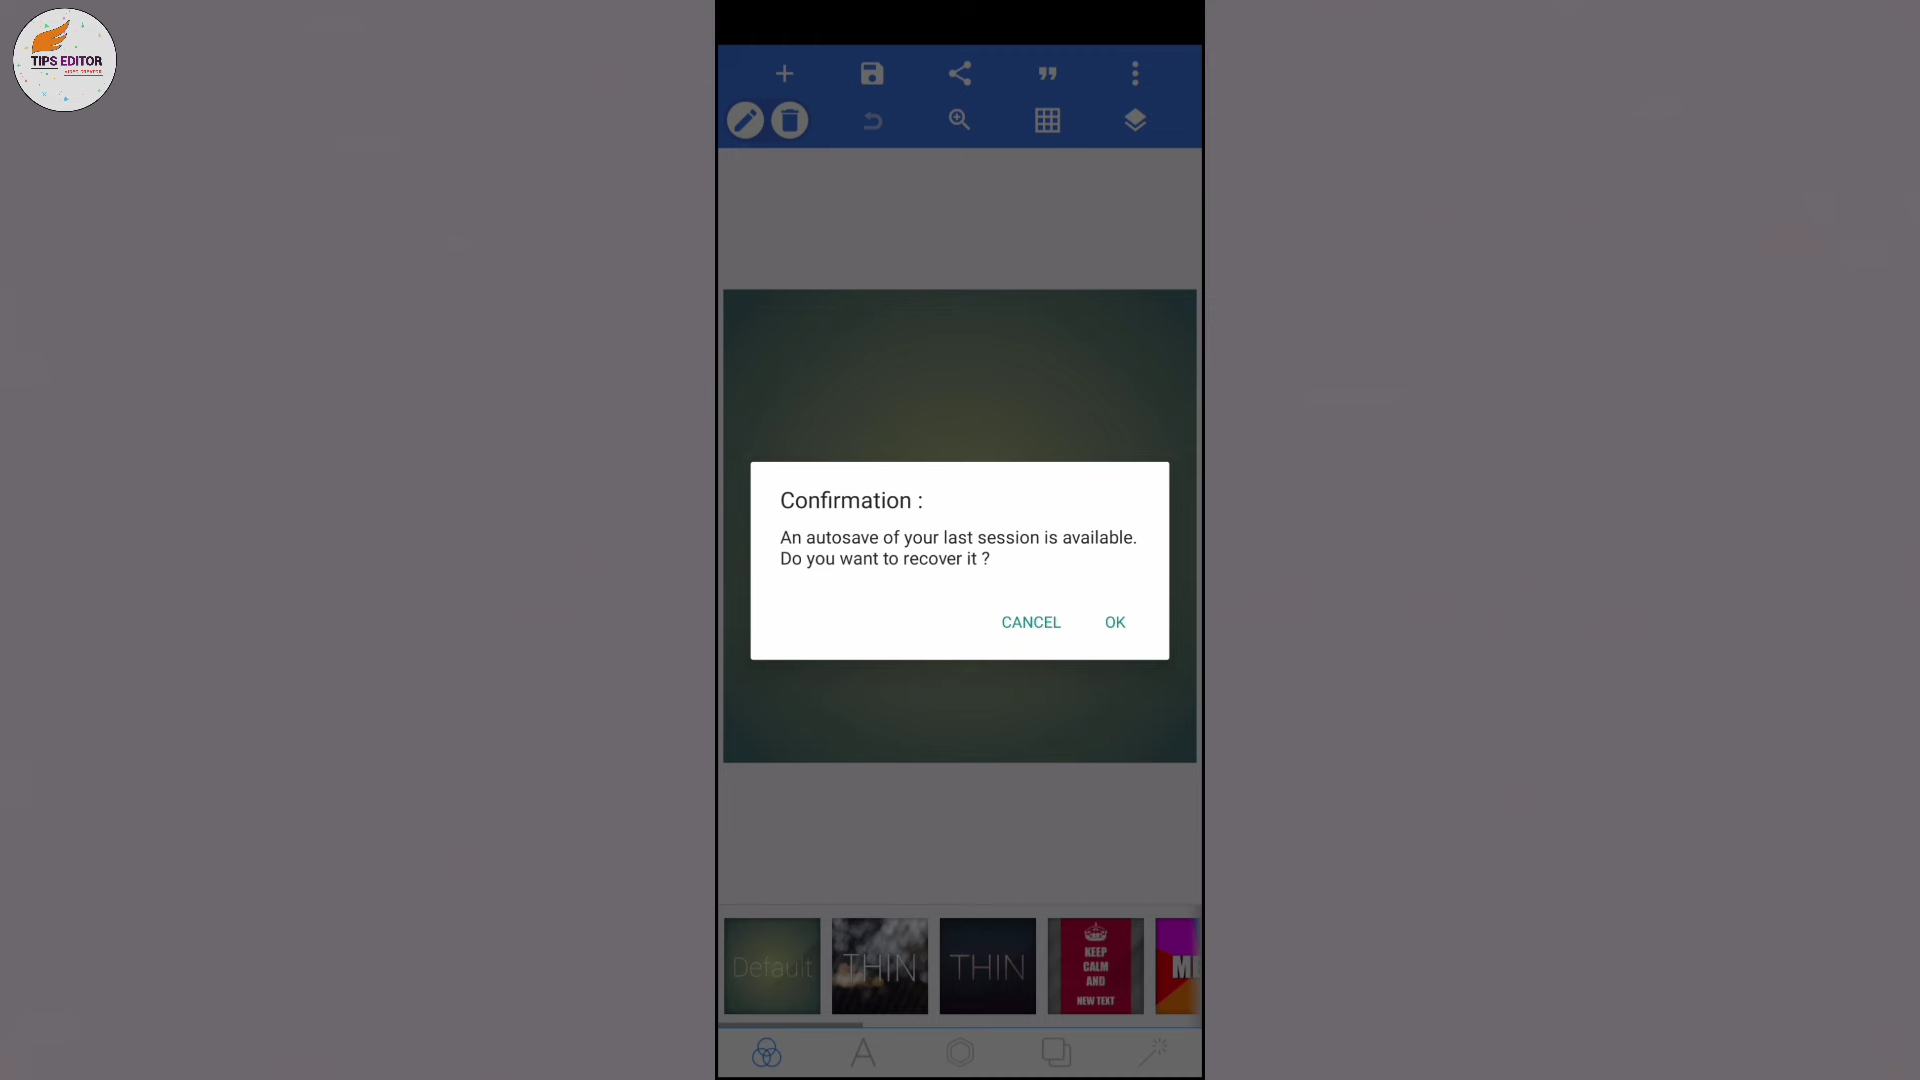 TIPS EDITOR
Confirmation :
An autosave of your last session is available.
Do you want to recover it ?
CANCEL OK
Default
THIN
THIN
KEEP
CALM
AND
NEW TEXT